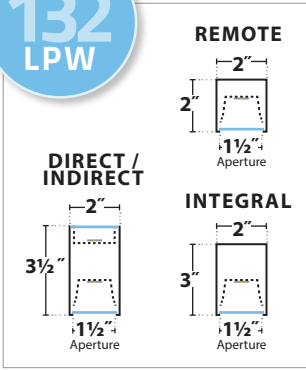 132
LPW
REMOTE
2″
2″
1½″
Aperture
DIRECT /
INDIRECT
2″
3½″
1½″
Aperture
INTEGRAL
2″
3″
1½″
Aperture